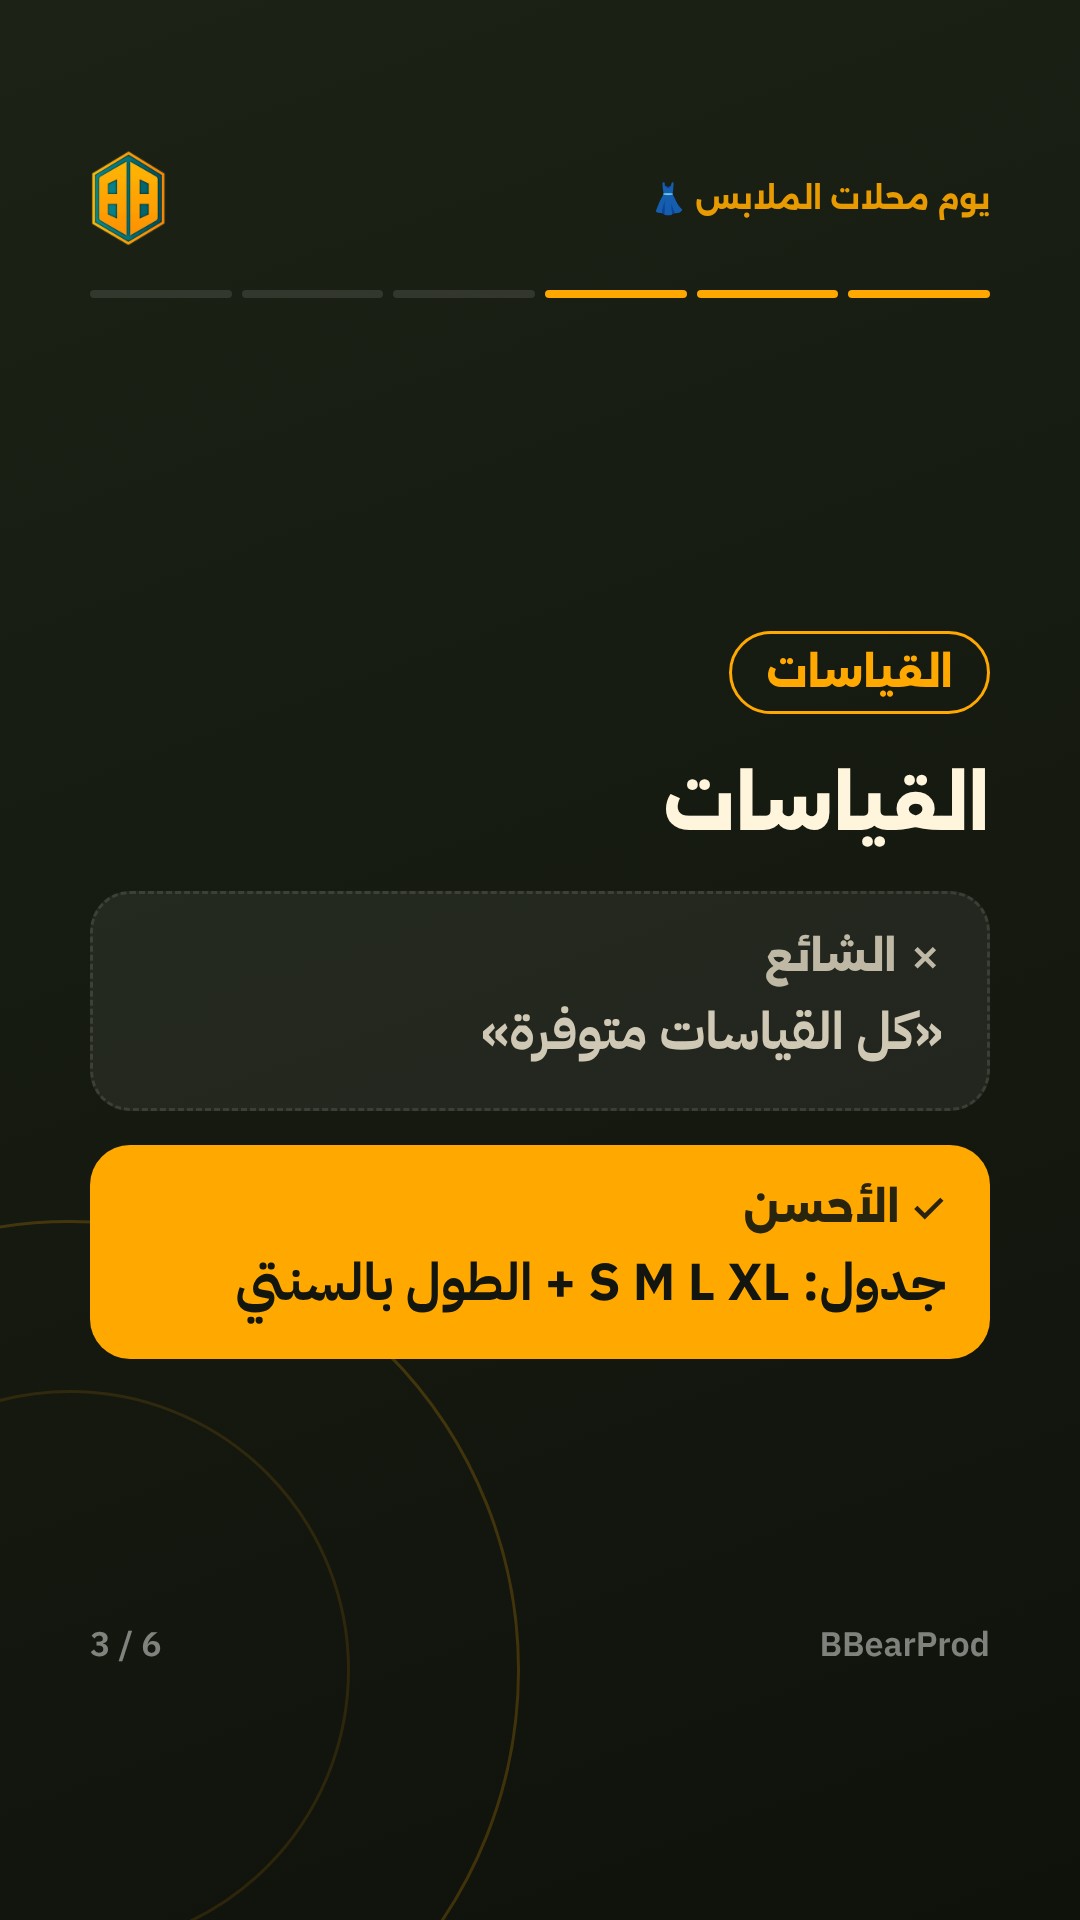 يوم محلات الملابس 👗
القياسات
القياسات
× الشائع
«كل القياسات متوفرة»
✓ الأحسن
جدول: S M L XL + الطول بالسنتي
3 / 6
BBearProd